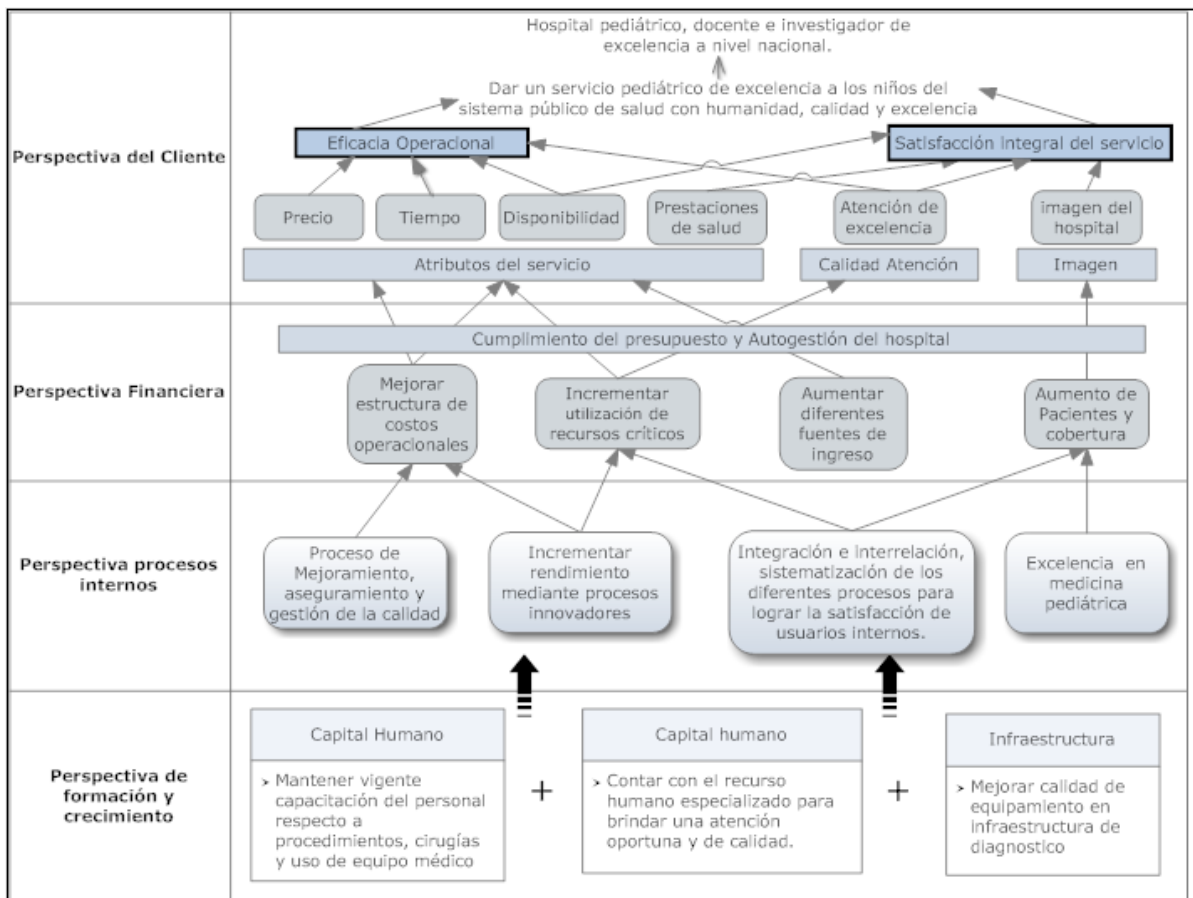 Hospital pediátrico, docente e investigador de
excelencia a nivel nacional.
Dar un servicio pediátrico de excelencia a los niños del
sistema público de salud con humanidad, calidad y excelencia
Perspectiva del Cliente
Eficacia Operacional
Satisfacción integral del servicio
Precio
Tiempo
Disponibilidad
Prestaciones
de salud
Atención de
excelencia
imagen del
hospital
Atributos del servicio
Calidad Atención
Imagen
Perspectiva Financiera
Cumplimiento del presupuesto y Autogestión del hospital
Mejorar
estructura de
costos
operacionales
Incrementar
utilización de
recursos críticos
Aumentar
diferentes
fuentes de
ingreso
Aumento de
Pacientes y
cobertura
Perspectiva procesos
internos
Proceso de
Mejoramiento,
aseguramiento y
gestión de la calidad
Incrementar
rendimiento
mediante procesos
innovadores
Integración e interrelación,
sistematización de los
diferentes procesos para
lograr la satisfacción de
usuarios internos.
Excelencia en
medicina
pediátrica
Perspectiva de
formación y
crecimiento
Capital Humano
➤ Mantener vigente
capacitación del personal
respecto a
procedimientos, cirugías
y uso de equipo médico
+
Capital humano
➤ Contar con el recurso
humano especializado para
brindar una atención
oportuna y de calidad.
+
Infraestructura
➤ Mejorar calidad de
equipamiento en
infraestructura de
diagnostico